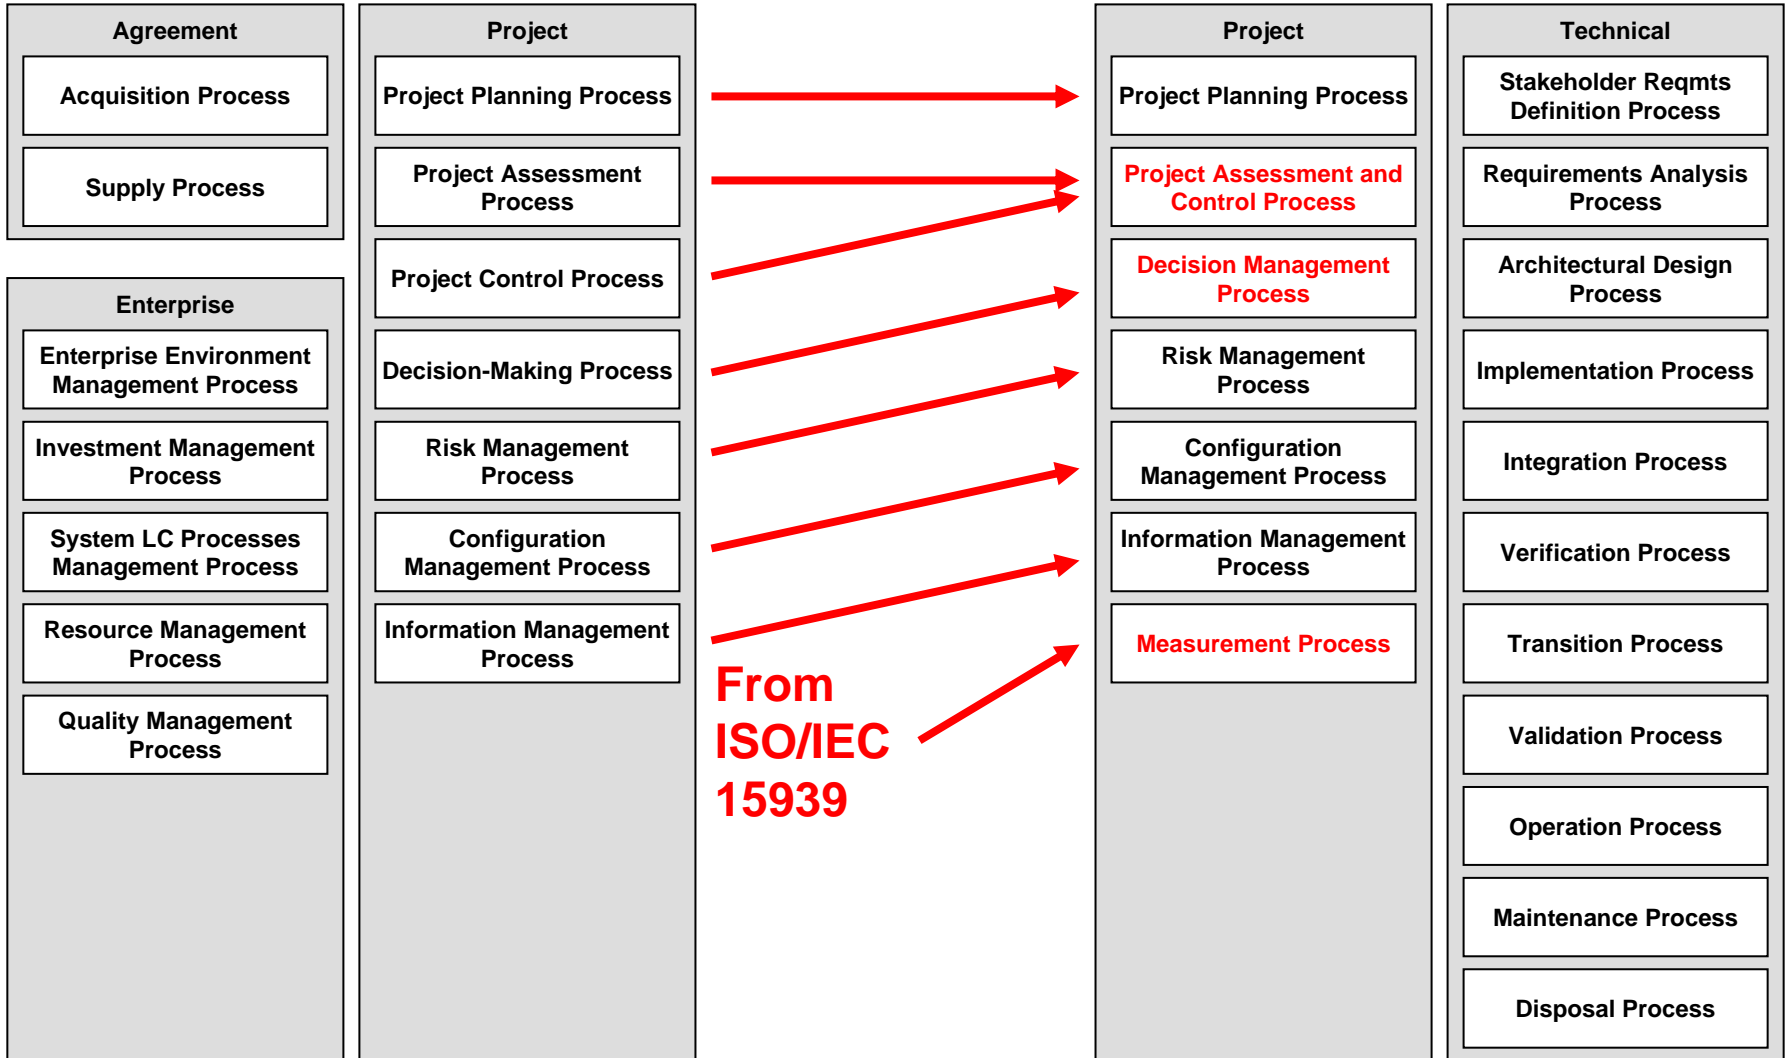 Agreement
Acquisition Process
Supply Process
Enterprise
Enterprise Environment
Management Process
Investment Management
Process
System LC Processes
Management Process
Resource Management
Process
Quality Management
Process
Project
Project Planning Process
Project Assessment
Process
Project Control Process
Decision-Making Process
Risk Management
Process
Configuration
Management Process
Information Management
Process
From
ISO/IEC
15939
Project
Project Planning Process
Project Assessment and
Control Process
Decision Management
Process
Risk Management
Process
Configuration
Management Process
Information Management
Process
Measurement Process
Technical
Stakeholder Reqmts
Definition Process
Requirements Analysis
Process
Architectural Design
Process
Implementation Process
Integration Process
Verification Process
Transition Process
Validation Process
Operation Process
Maintenance Process
Disposal Process